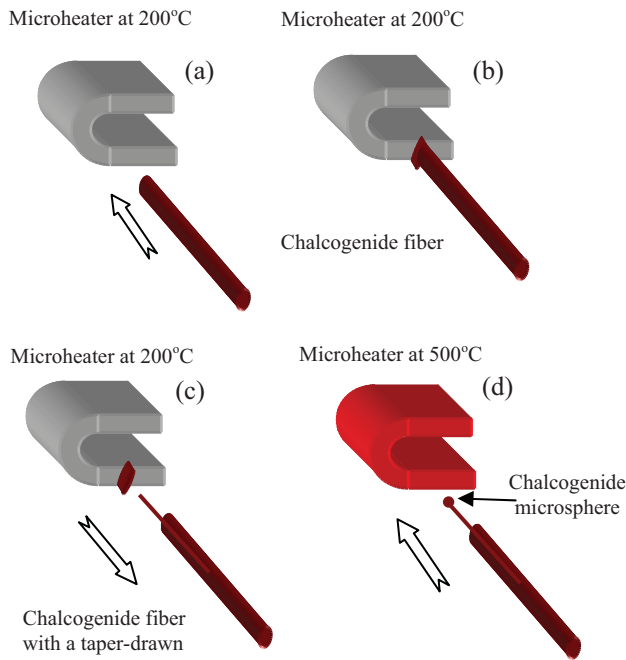 Microheater at 200°C
Microheater at 200°C
(a)
(b)
Chalcogenide fiber
Microheater at 200°C
Microheater at 500°C
(c)
(d)
Chalcogenide
microsphere
Chalcogenide fiber
with a taper-drawn